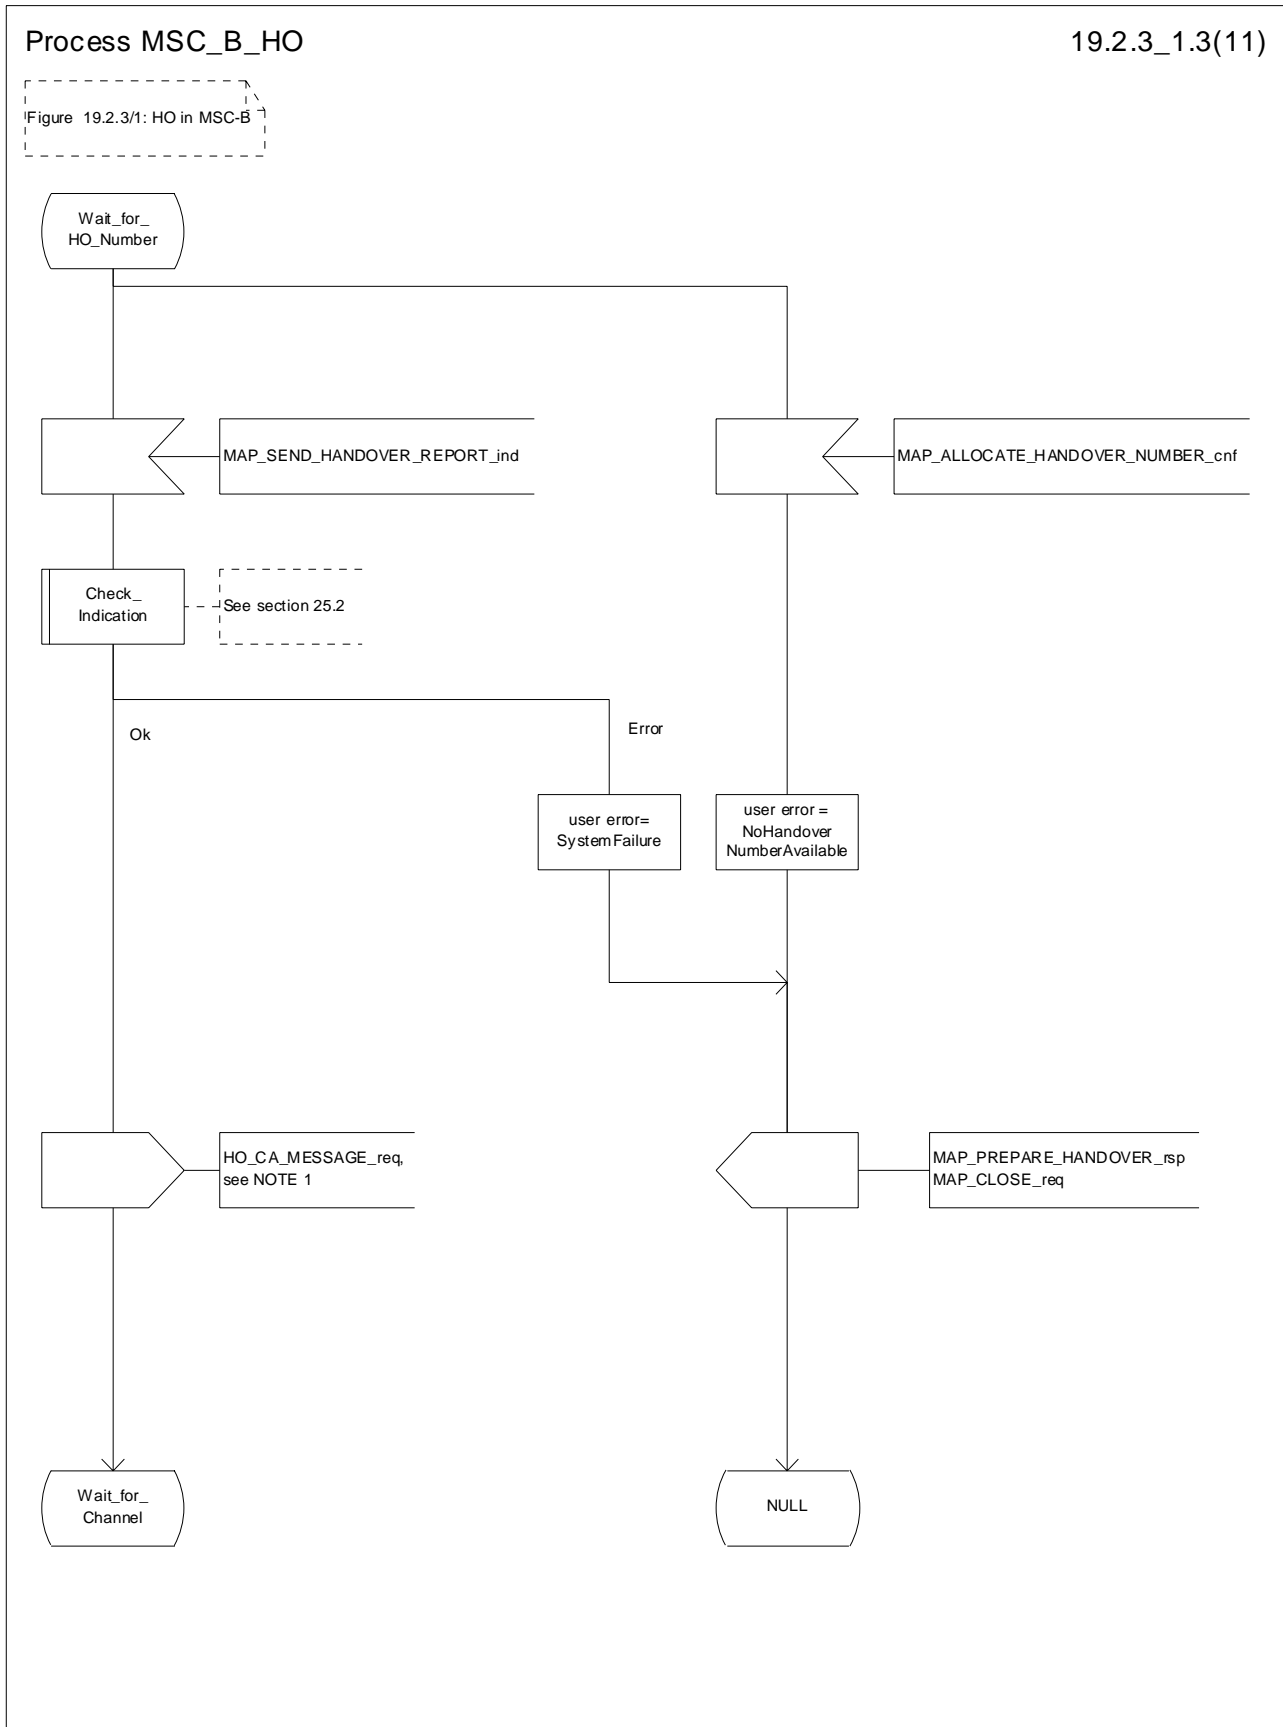 Process MSC_B_HO
19.2.3_1.3(11)
Figure 19.2.3/1: HO in MSC-B
Wait_for_
HO_Number
MAP_SEND_HANDOVER_REPORT_ind
MAP_ALLOCATE_HANDOVER_NUMBER_cnf
Check_
Indication
See section 25.2
Ok
Error
user error=
SystemFailure
user error =
NoHandover
NumberAvailable
HO_CA_MESSAGE_req,
see NOTE 1
MAP_PREPARE_HANDOVER_rsp
MAP_CLOSE_req
Wait_for_
Channel
NULL